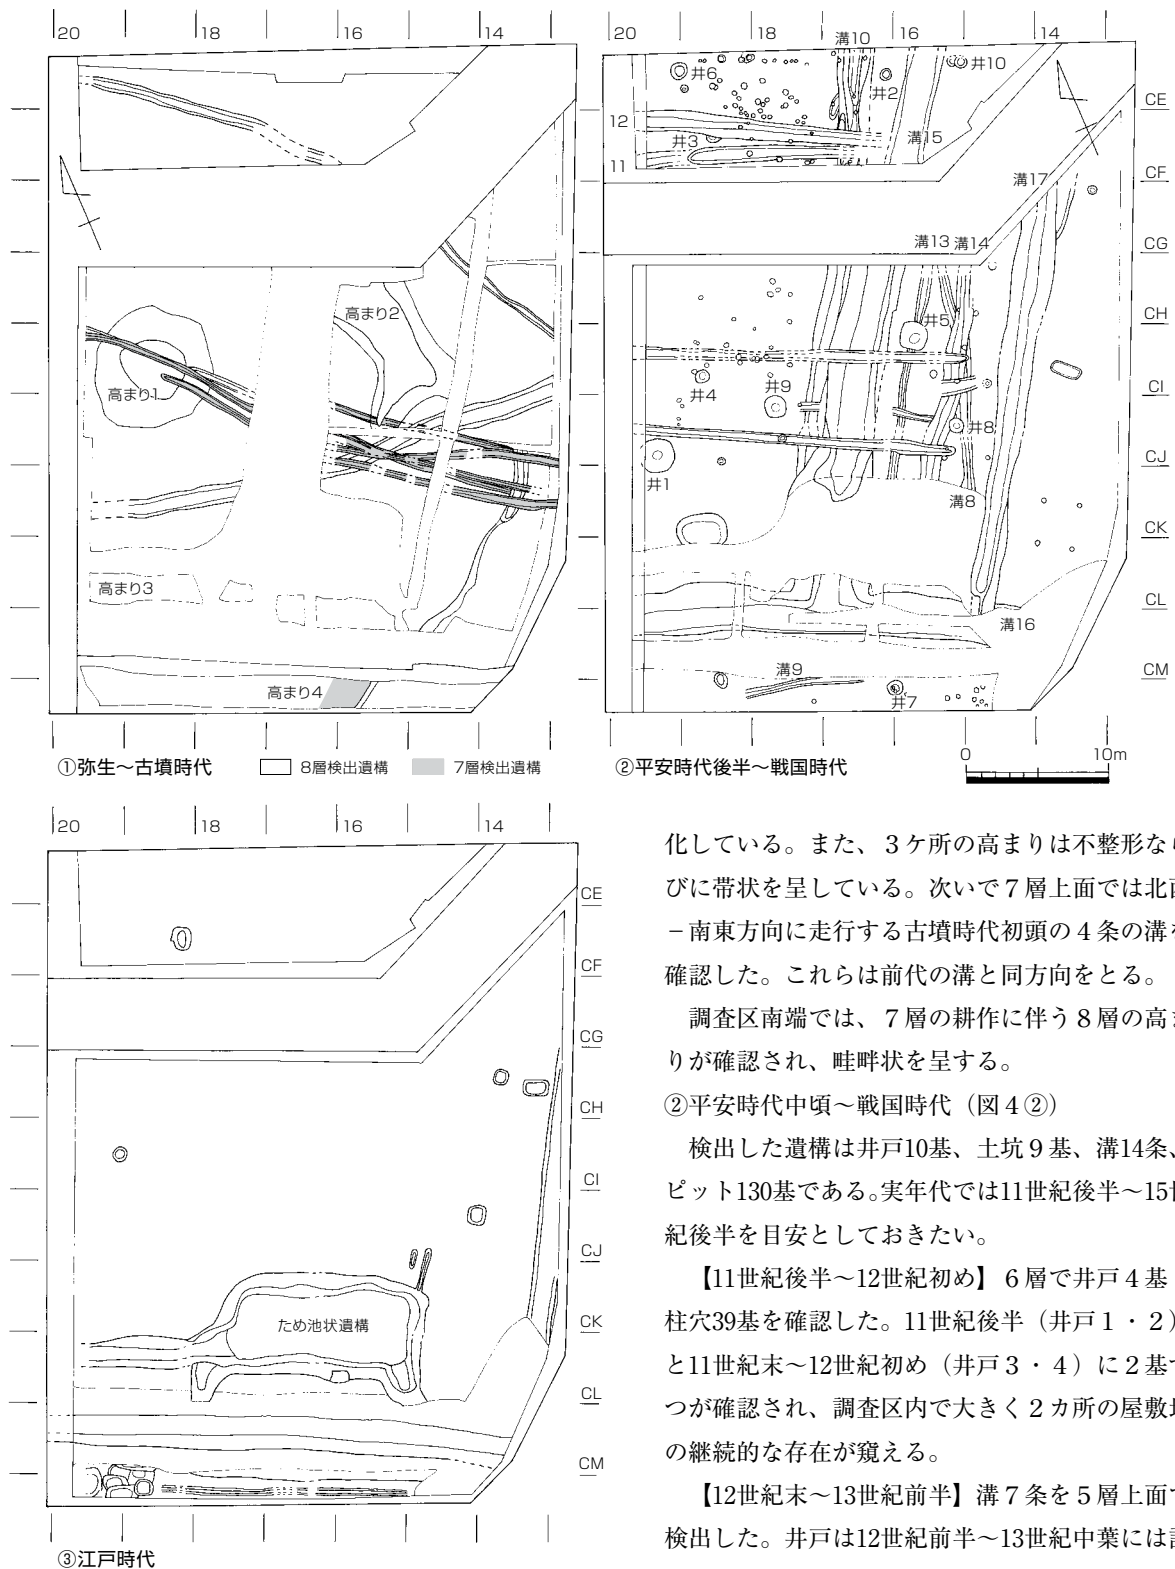 20 18 16 14
高まり2
高まり1
高まり3
高まり4
①弥生～古墳時代 8層検出遺構 7層検出遺構
20 溝10 16 14
井6 井10
井2
CE
12
井3 溝15
11
CF
溝17
溝13 溝14 CG
CH
井5
井4 井9 CI
井8
CJ
井1
溝8
CK
CL
溝16
溝9 CM
井7
②平安時代後半～戦国時代 0 10m
20 18 16 14
CE
CF
CG
CH
CI
CJ
ため池状遺構 CK
CL
CM
③江戸時代
化している。また、３ケ所の高まりは不整形な
びに帯状を呈している。次いで７層上面では北
－南東方向に走行する古墳時代初頭の４条の溝
確認した。これらは前代の溝と同方向をとる。
調査区南端では、７層の耕作に伴う８層の高
りが確認され、畦畔状を呈する。
②平安時代中頃～戦国時代（図４②）
検出した遺構は井戸10基、土坑９基、溝14条、
ピット130基である。実年代では11世紀後半～15
紀後半を目安としておきたい。
【11世紀後半～12世紀初め】６層で井戸４基
柱穴39基を確認した。11世紀後半（井戸１・２）
と11世紀末～12世紀初め（井戸３・４）に２基
つが確認され、調査区内で大きく２カ所の屋敷
の継続的な存在が窺える。
【12世紀末～13世紀前半】溝７条を５層上面
検出した。井戸は12世紀前半～13世紀中葉には